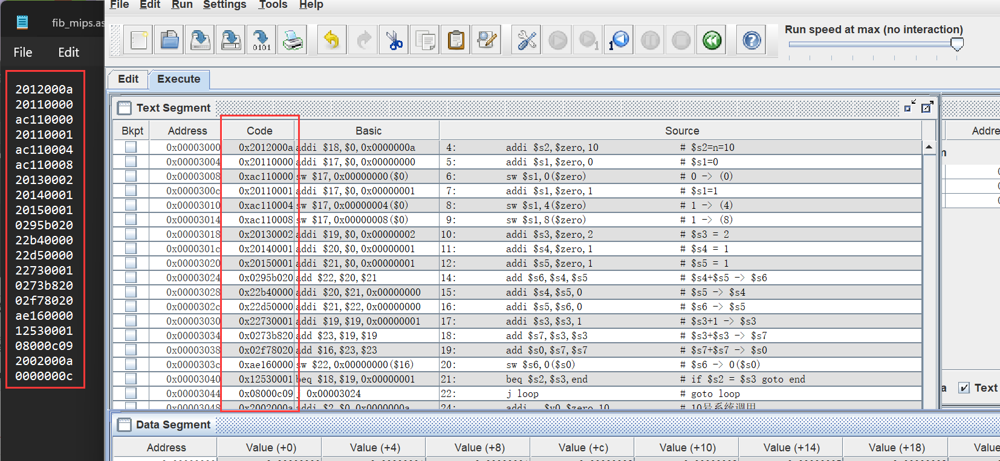 File Edit Run Settings Tools Help
fib_mips.as
File Edit
Run speed at max (no interaction)
Edit Execute
2012000a
20110000
ac110000
20110001
ac110004
ac110008
20130002
20140001
20150001
0295b020
22b40000
22d50000
22730001
0273b820
02f78020
ae160000
12530001
08000c09
2002000a
0000000c
Text Segment
Bkpt Address Code Basic Source
0x00003000 0x2012000a addi $18,$0,0x0000000a 4: addi $s2,$zero,10 # $s2=n=10
0x00003004 0x20110000 addi $17,$0,0x00000000 5: addi $s1,$zero,0 # $s1=0
0x00003008 0xac110000 sw $17,0x00000000($0) 6: sw $s1,0($zero) # 0 -> (0)
0x0000300c 0x20110001 addi $17,$0,0x00000001 7: addi $s1,$zero,1 # $s1=1
0x00003010 0xac110004 sw $17,0x00000004($0) 8: sw $s1,4($zero) # 1 -> (4)
0x00003014 0xac110008 sw $17,0x00000008($0) 9: sw $s1,8($zero) # 1 -> (8)
0x00003018 0x20130002 addi $19,$0,0x00000002 10: addi $s3,$zero,2 # $s3 = 2
0x0000301c 0x20140001 addi $20,$0,0x00000001 11: addi $s4,$zero,1 # $s4 = 1
0x00003020 0x20150001 addi $21,$0,0x00000001 12: addi $s5,$zero,1 # $s5 = 1
0x00003024 0x0295b020 add $22,$20,$21 14: add $s6,$s4,$s5 # $s4+$s5 -> $s6
0x00003028 0x22b40000 addi $20,$21,0x00000000 15: addi $s4,$s5,0 # $s5 -> $s4
0x0000302c 0x22d50000 addi $21,$22,0x00000000 16: addi $s5,$s6,0 # $s6 -> $s5
0x00003030 0x22730001 addi $19,$19,0x00000001 17: addi $s3,$s3,1 # $s3+1 -> $s3
0x00003034 0x0273b820 add $23,$19,$19 18: add $s7,$s3,$s3 # $s3+$s3 -> $s7
0x00003038 0x02f78020 add $16,$23,$23 19: add $s0,$s7,$s7 # $s7+$s7 -> $s0
0x0000303c 0xae160000 sw $22,0x00000000($16) 20: sw $s6,0($s0) # $s6 -> 0($s0)
0x00003040 0x12530001 beq $18,$19,0x00000001 21: beq $s2,$s3,end # if $s2 = $s3 goto end
0x00003044 0x08000c09 j 0x00003024 22: j loop # goto loop
0x00003048 0x2002000a addi $2,$0,0x0000000a 24: addi $v0,$zero,10 # 10号系统调用
Addre
Text
Data Segment
Address Value (+0) Value (+4) Value (+8) Value (+c) Value (+10) Value (+14) Value (+18) Value